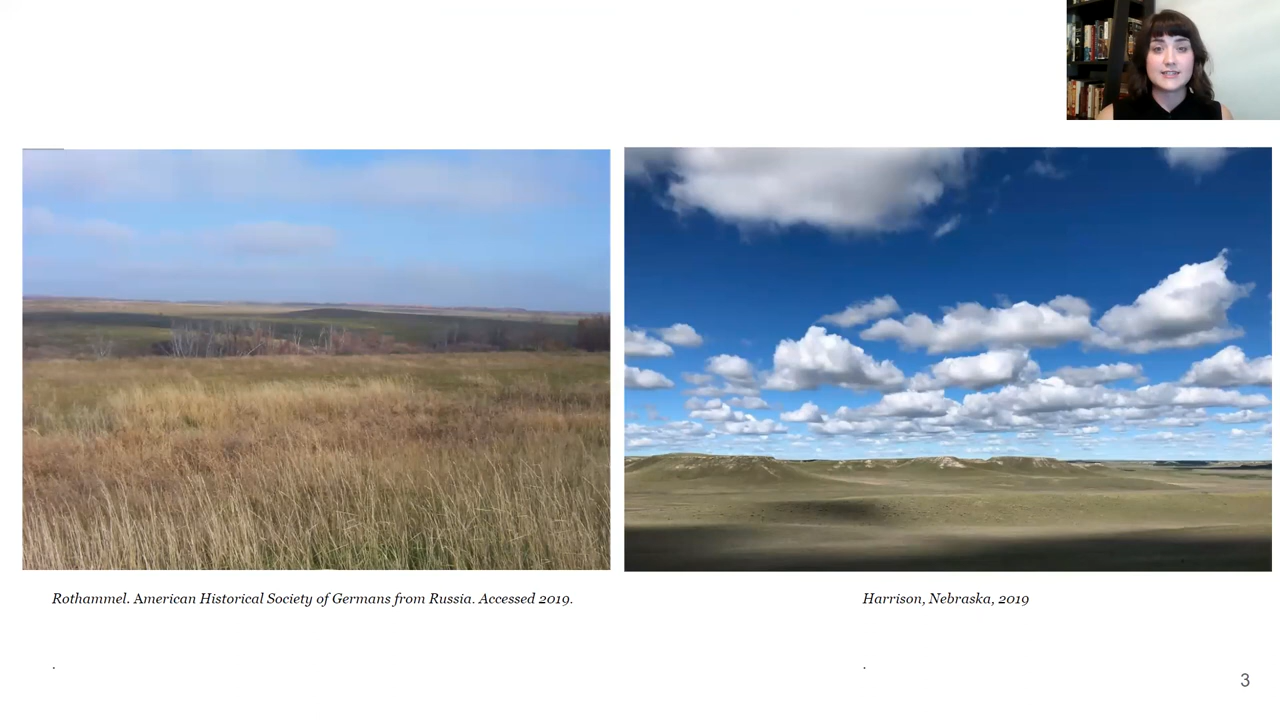 Rothammel. American Historical Society of Germans from Russia. Accessed 2019.
Harrison, Nebraska, 2019
.
.
3